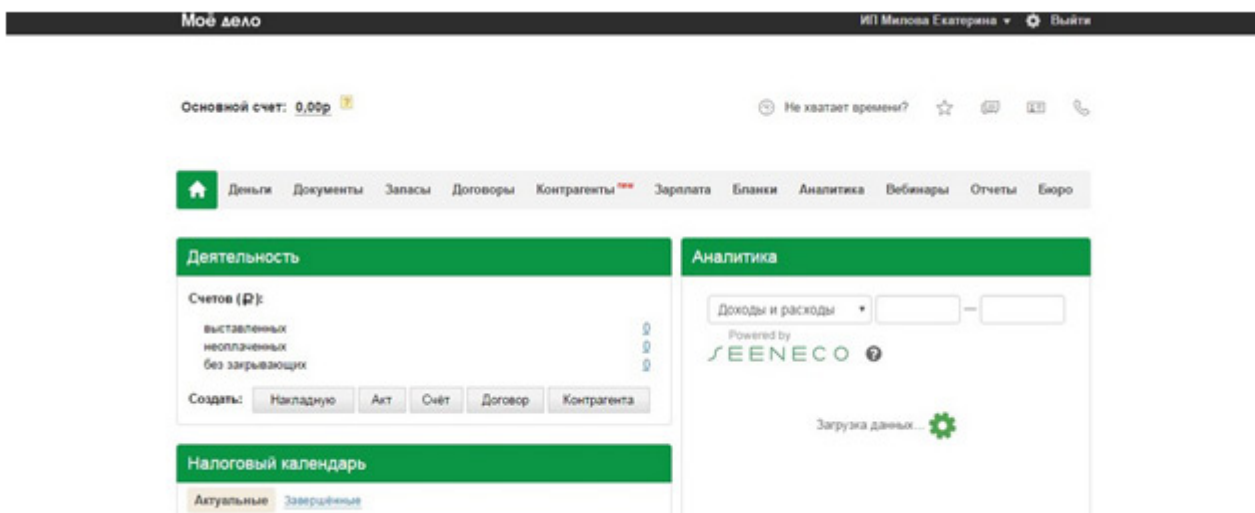 Моё дело
ИП Милова Екатерина Выйти
Основной счет: 0,00р ?
Не хватает времени?
Деньги Документы Запасы Договоры Контрагенты new Зарплата Бланки Аналитика Вебинары Отчеты Бюро
Деятельность
Счетов (₽):
выставленных 0
неоплаченных 0
без закрывающих 0
Создать: Накладную Акт Счёт Договор Контрагента
Налоговый календарь
Актуальные Завершённые
Аналитика
Доходы и расходы —
Powered by
SEENECO ?
Загрузка данных...